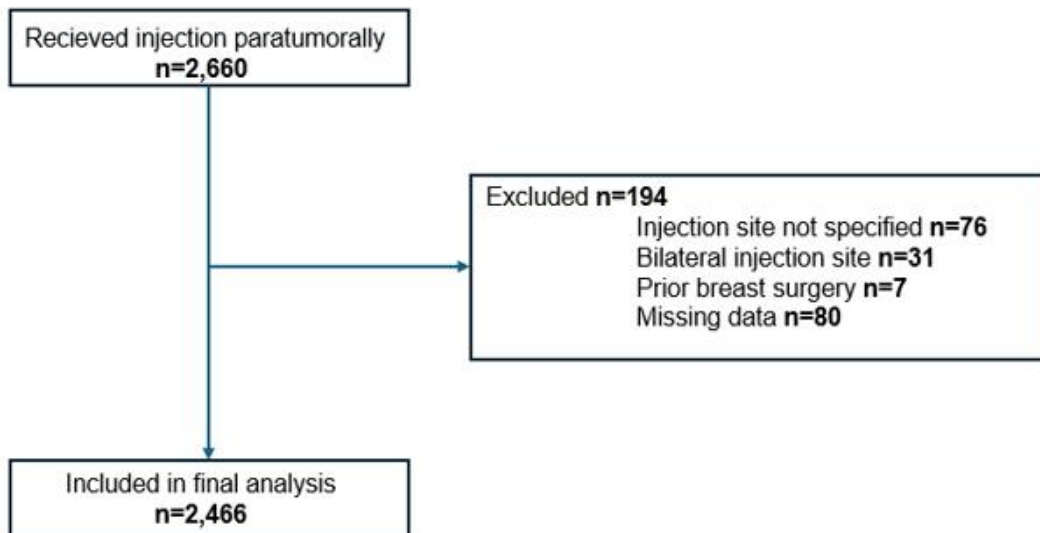 Recieved injection paratumorally
n=2,660
Excluded n=194
Injection site not specified n=76
Bilateral injection site n=31
Prior breast surgery n=7
Missing data n=80
Included in final analysis
n=2,466